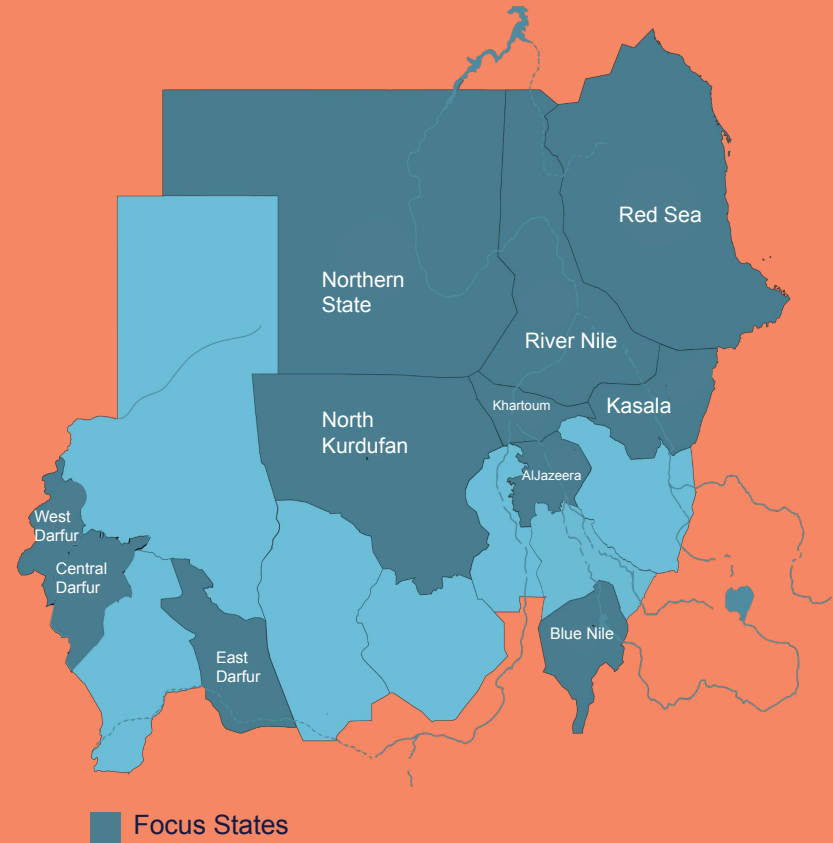 Red Sea
Northern
State
River Nile
Khartoum
Kasala
North
Kurdufan
AlJazeera
West
Darfur
Central
Darfur
Blue Nile
East
Darfur
Focus States